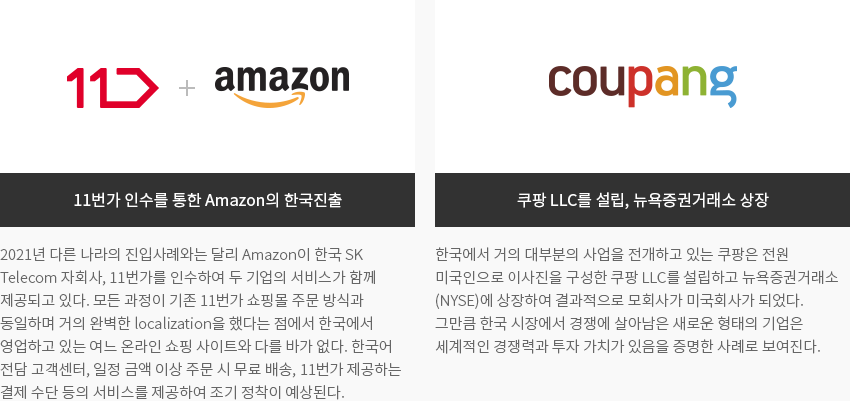 11D + amazon
coupang
11번가 인수를 통한 Amazon의 한국진출
쿠팡 LLC를 설립, 뉴욕증권거래소 상장
2021년 다른 나라의 진입사례와는 달리 Amazon이 한국 SK
Telecom 자회사, 11번가를 인수하여 두 기업의 서비스가 함께
제공되고 있다. 모든 과정이 기존 11번가 쇼핑몰 주문 방식과
동일하며 거의 완벽한 localization을 했다는 점에서 한국에서
영업하고 있는 여느 온라인 쇼핑 사이트와 다를 바가 없다. 한국어
전담 고객센터, 일정 금액 이상 주문 시 무료 배송, 11번가 제공하는
결제 수단 등의 서비스를 제공하여 조기 정착이 예상된다.
한국에서 거의 대부분의 사업을 전개하고 있는 쿠팡은 전원
미국인으로 이사진을 구성한 쿠팡 LLC를 설립하고 뉴욕증권거래소
(NYSE)에 상장하여 결과적으로 모회사가 미국회사가 되었다.
그만큼 한국 시장에서 경쟁에 살아남은 새로운 형태의 기업은
세계적인 경쟁력과 투자 가치가 있음을 증명한 사례로 보여진다.